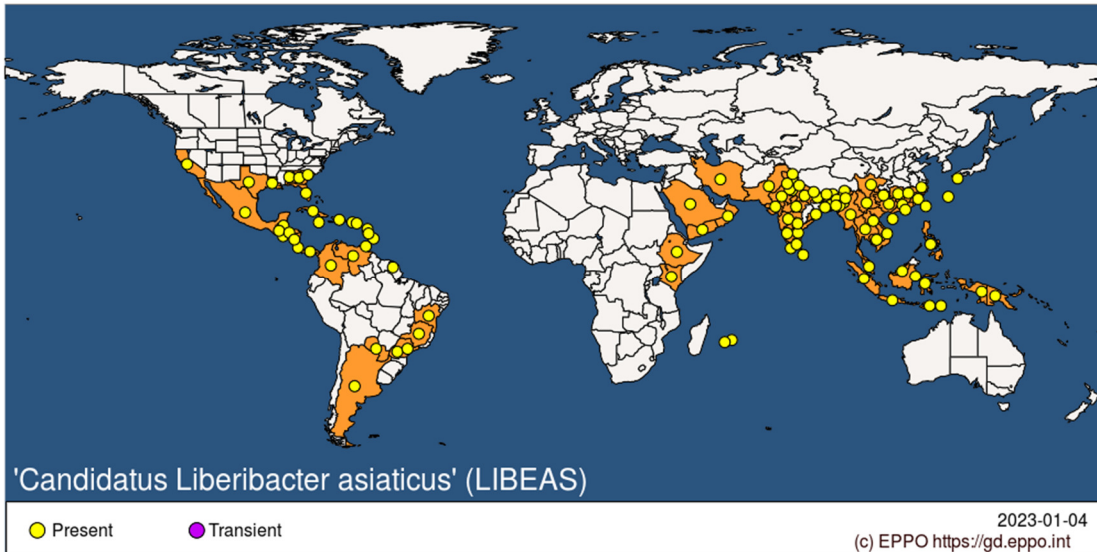 'Candidatus Liberibacter asiaticus' (LIBEAS)
Present
Transient
2023-01-04
(c) EPPO https://gd.eppo.int